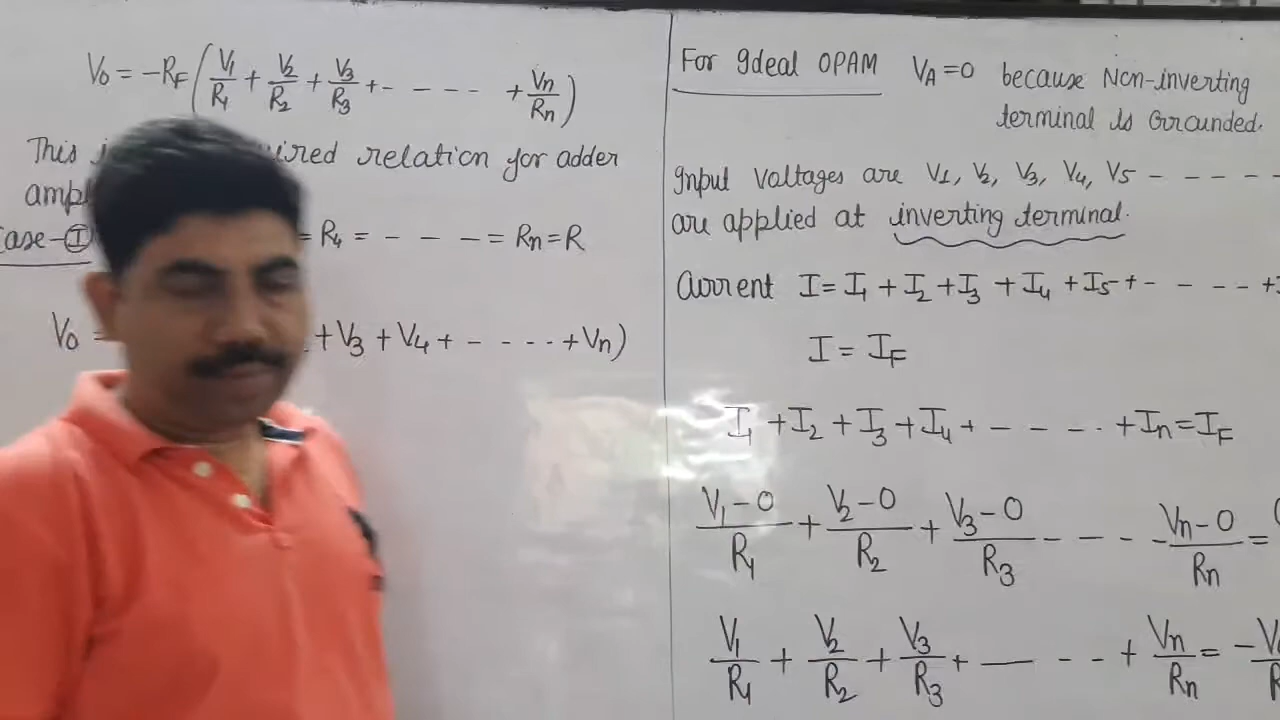 V₀ = -R_F (V₁/R₁ + V₂/R₂ + V₃/R₃ + - - - - - + Vn/Rn)
This relation for adder
Case-I = R₄ = - - - = Rn = R
V₀ = + V₃ + V₄ + - - - - . + Vn)
For Ideal OPAM V_A = 0 because Non-inverting
terminal is Grounded.
Input voltages are V₁, V₂, V₃, V₄, V₅ - - - - -
are applied at inverting terminal.
Current I = I₁ + I₂ + I₃ + I₄ + I₅ + - - - - - +
I = I_F
I₁ + I₂ + I₃ + I₄ + - - - - . + In = I_F
V₁-0/R₁ + V₂-0/R₂ + V₃-0/R₃ - - - - Vn-0/Rn =
V₁/R₁ + V₂/R₂ + V₃/R₃ + — - - + Vn/Rn = -V